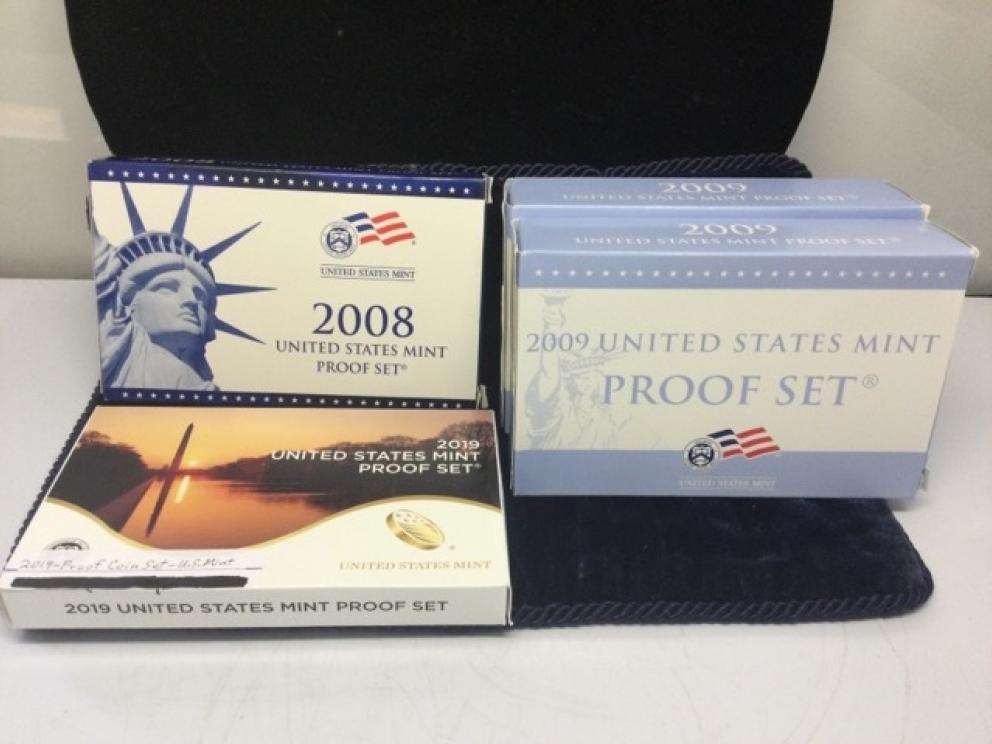 UNITED STATES MINT
2008
UNITED STATES MINT
PROOF SET®
2009
UNITED STATES MINT PROOF SET®
2009
UNITED STATES MINT PROOF SET®
2009 UNITED STATES MINT
PROOF SET®
UNITED STATES MINT
2019
UNITED STATES MINT
PROOF SET®
2019-Proof Coin Set-U.S. Mint
UNITED STATES MINT
2019 UNITED STATES MINT PROOF SET